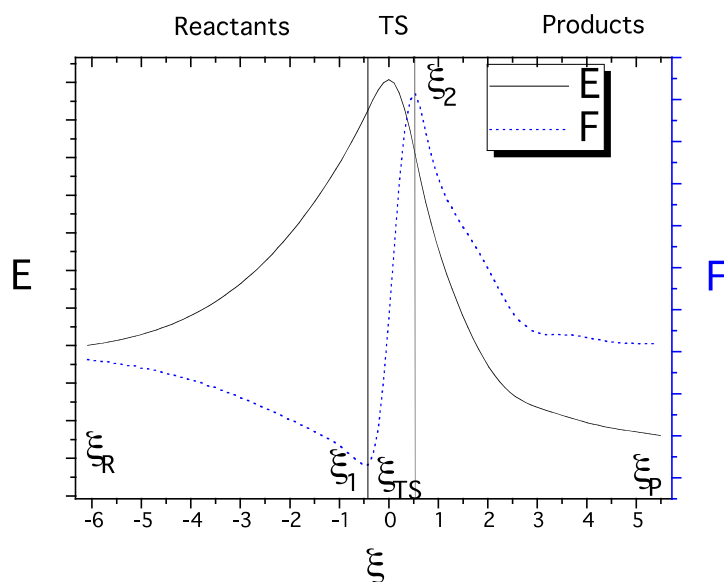 Reactants TS Products
ξ2
E
F
E
F
ξR
ξ1
ξTS
ξP
-6 -5 -4 -3 -2 -1 0 1 2 3 4 5
ξ